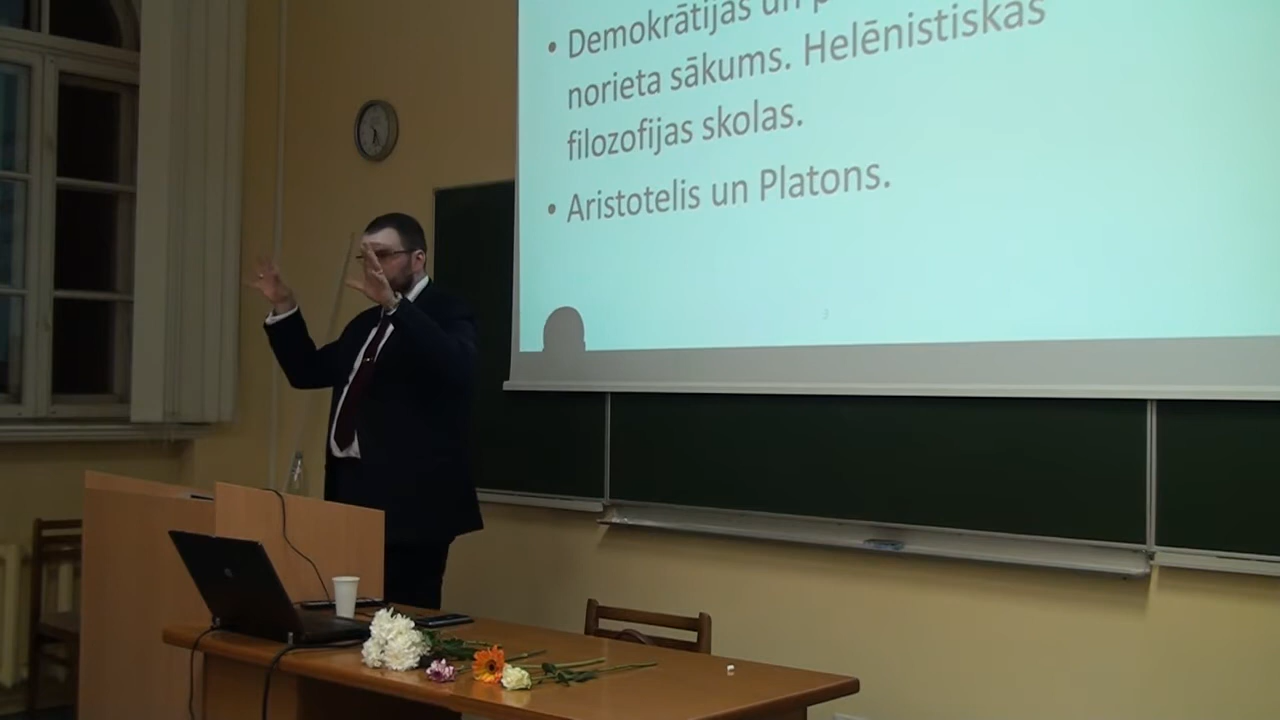 • Demokrātijas un
norieta sākums. Helēnistiskās
filozofijas skolas.
• Aristotelis un Platons.